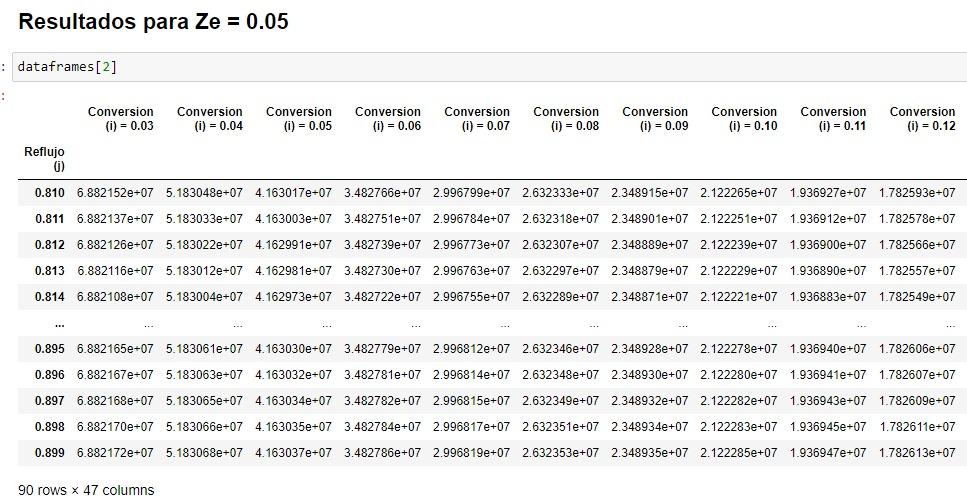 Resultados para Ze = 0.05
: dataframes[2]
:
Conversion Conversion Conversion Conversion Conversion Conversion Conversion Conversion Conversion Conversion
(i) = 0.03 (i) = 0.04 (i) = 0.05 (i) = 0.06 (i) = 0.07 (i) = 0.08 (i) = 0.09 (i) = 0.10 (i) = 0.11 (i) = 0.12
Reflujo
(j)
0.810 6.882152e+07 5.183048e+07 4.163017e+07 3.482766e+07 2.996799e+07 2.632333e+07 2.348915e+07 2.122265e+07 1.936927e+07 1.782593e+07
0.811 6.882137e+07 5.183033e+07 4.163003e+07 3.482751e+07 2.996784e+07 2.632318e+07 2.348901e+07 2.122251e+07 1.936912e+07 1.782578e+07
0.812 6.882126e+07 5.183022e+07 4.162991e+07 3.482739e+07 2.996773e+07 2.632307e+07 2.348889e+07 2.122239e+07 1.936900e+07 1.782566e+07
0.813 6.882116e+07 5.183012e+07 4.162981e+07 3.482730e+07 2.996763e+07 2.632297e+07 2.348879e+07 2.122229e+07 1.936890e+07 1.782557e+07
0.814 6.882108e+07 5.183004e+07 4.162973e+07 3.482722e+07 2.996755e+07 2.632289e+07 2.348871e+07 2.122221e+07 1.936883e+07 1.782549e+07
... ... ... ... ... ... ... ... ... ... ...
0.895 6.882165e+07 5.183061e+07 4.163030e+07 3.482779e+07 2.996812e+07 2.632346e+07 2.348928e+07 2.122278e+07 1.936940e+07 1.782606e+07
0.896 6.882167e+07 5.183063e+07 4.163032e+07 3.482781e+07 2.996814e+07 2.632348e+07 2.348930e+07 2.122280e+07 1.936941e+07 1.782607e+07
0.897 6.882168e+07 5.183065e+07 4.163034e+07 3.482782e+07 2.996815e+07 2.632349e+07 2.348932e+07 2.122282e+07 1.936943e+07 1.782609e+07
0.898 6.882170e+07 5.183066e+07 4.163035e+07 3.482784e+07 2.996817e+07 2.632351e+07 2.348934e+07 2.122283e+07 1.936945e+07 1.782611e+07
0.899 6.882172e+07 5.183068e+07 4.163037e+07 3.482786e+07 2.996819e+07 2.632353e+07 2.348935e+07 2.122285e+07 1.936947e+07 1.782613e+07
90 rows × 47 columns